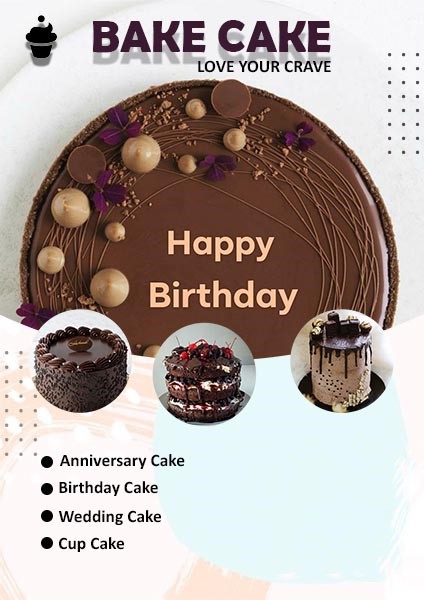 BAKE CAKE
LOVE YOUR CRAVE
Happy
Birthday
Anniversary Cake
Birthday Cake
Wedding Cake
Cup Cake